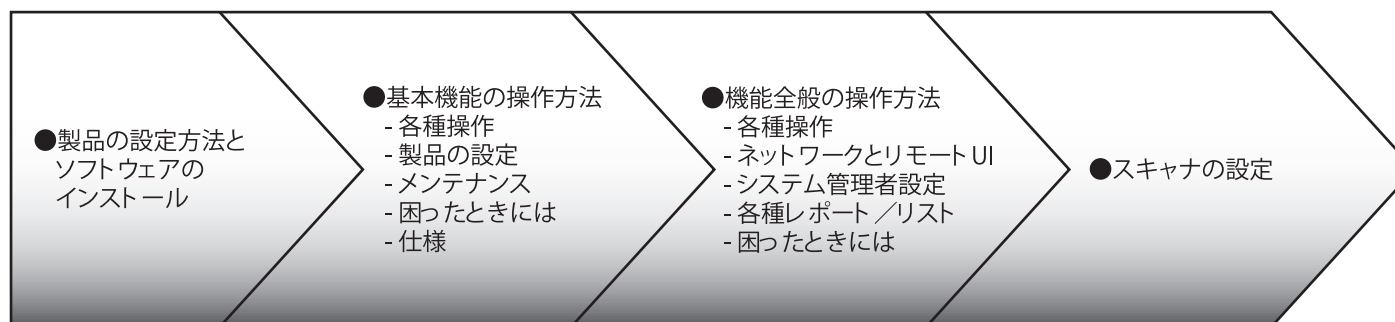 ●製品の設定方法と
ソフトウェアの
インストール
●基本機能の操作方法
- 各種操作
- 製品の設定
- メンテナンス
- 困ったときには
- 仕様
●機能全般の操作方法
- 各種操作
- ネットワークとリモート UI
- システム管理者設定
- 各種レポート／リスト
- 困ったときには
●スキャナの設定